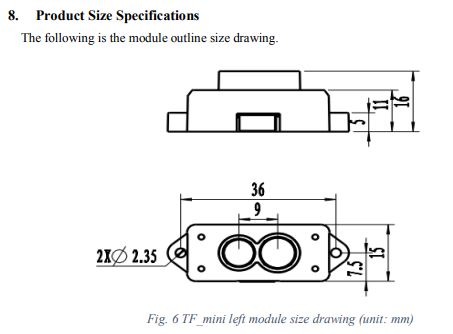 8. Product Size Specifications
The following is the module outline size drawing.
5
11
16
36
9
2X∅ 2.35
7.5
15
Fig. 6 TF_mini left module size drawing (unit: mm)